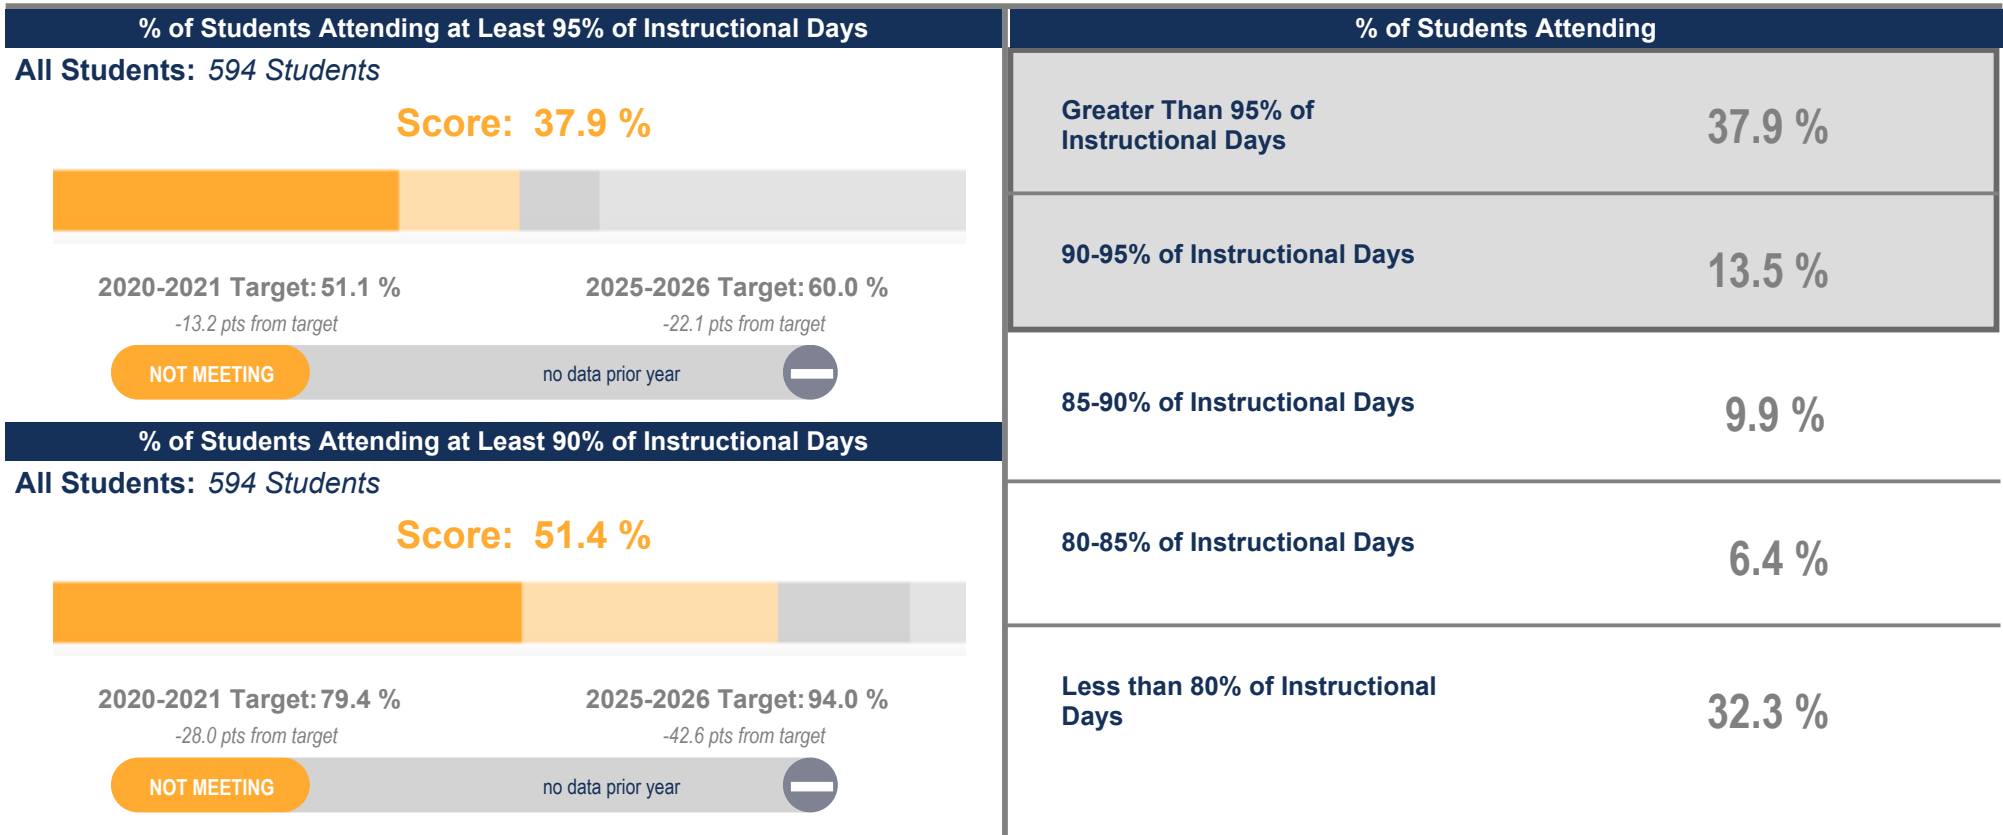 % of Students Attending at Least 95% of Instructional Days
All Students: 594 Students
Score: 37.9 %
2020-2021 Target: 51.1 %
-13.2 pts from target
2025-2026 Target: 60.0 %
-22.1 pts from target
NOT MEETING
no data prior year
% of Students Attending at Least 90% of Instructional Days
All Students: 594 Students
Score: 51.4 %
2020-2021 Target: 79.4 %
-28.0 pts from target
2025-2026 Target: 94.0 %
-42.6 pts from target
NOT MEETING
no data prior year
% of Students Attending
Greater Than 95% of
Instructional Days
37.9 %
90-95% of Instructional Days
13.5 %
85-90% of Instructional Days
9.9 %
80-85% of Instructional Days
6.4 %
Less than 80% of Instructional
Days
32.3 %